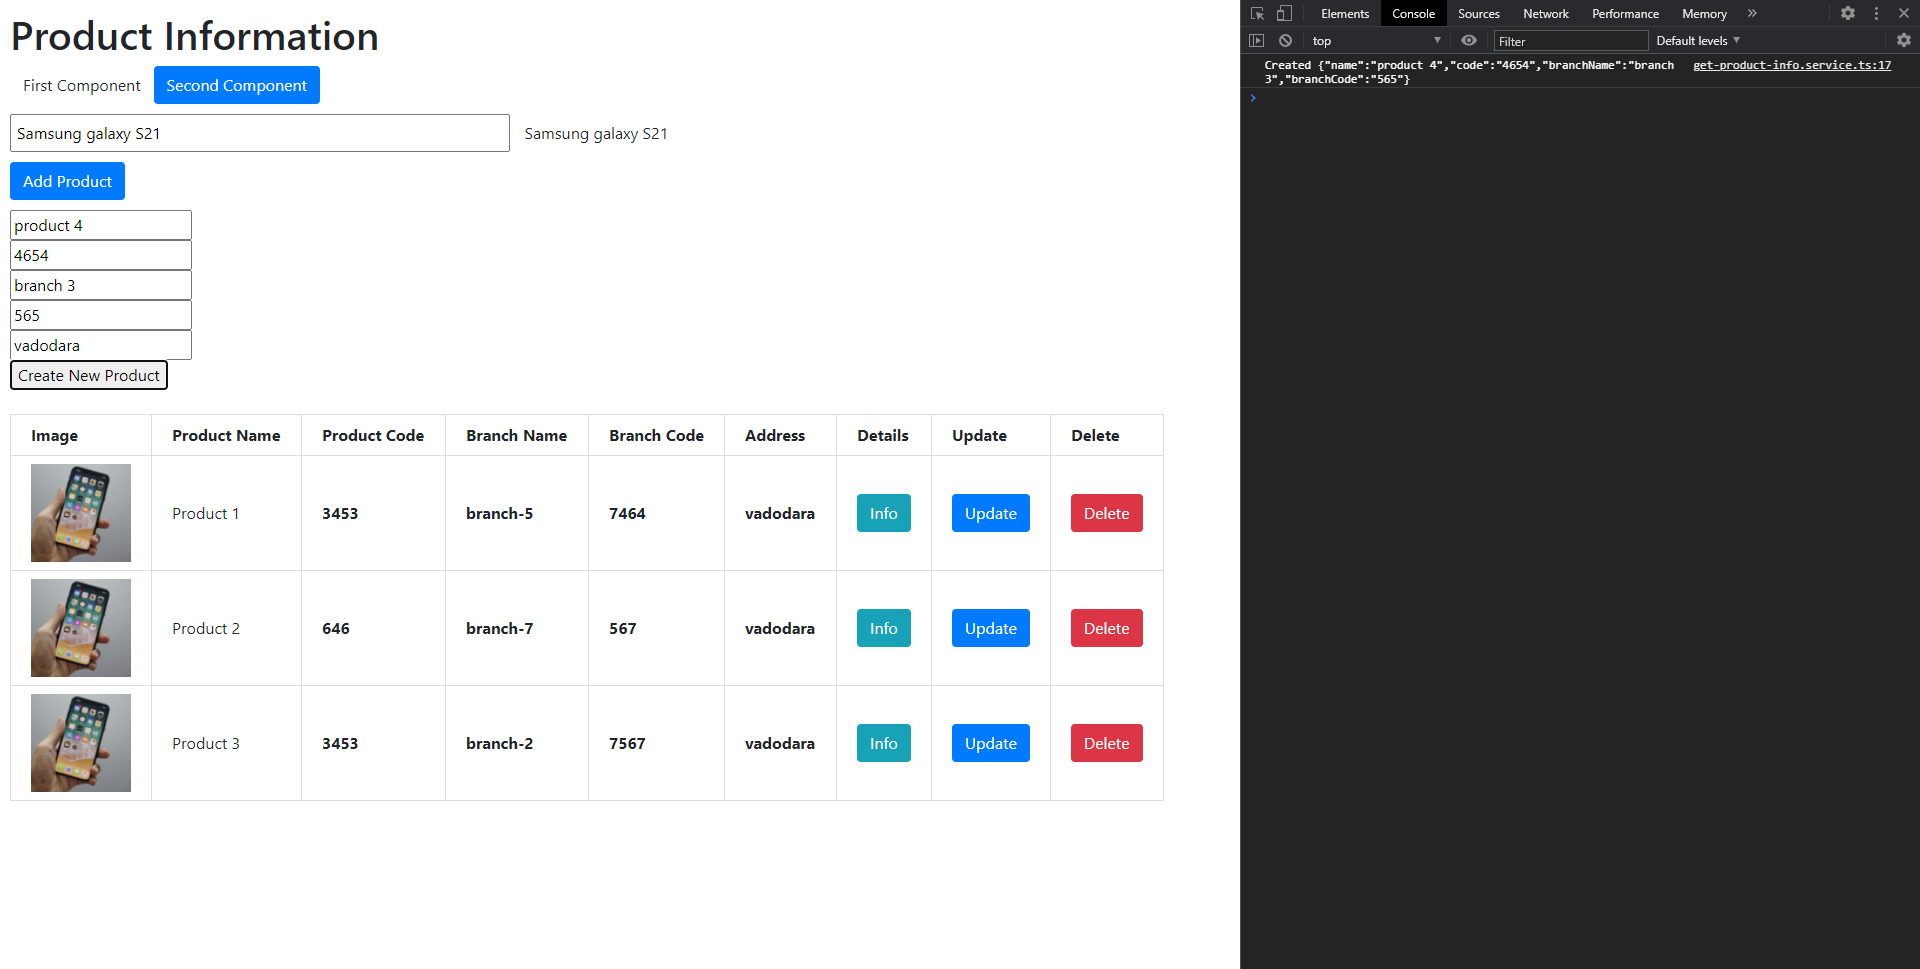 Product Information
First Component Second Component
Samsung galaxy S21 Samsung galaxy S21
Add Product
product 4
4654
branch 3
565
vadodara
Create New Product
Image Product Name Product Code Branch Name Branch Code Address Details Update Delete
Product 1 3453 branch-5 7464 vadodara Info Update Delete
Product 2 646 branch-7 567 vadodara Info Update Delete
Product 3 3453 branch-2 7567 vadodara Info Update Delete
Elements Console Sources Network Performance Memory »
top Filter Default levels
Created {"name":"product 4","code":"4654","branchName":"branch get-product-info.service.ts:17
3","branchCode":"565"}